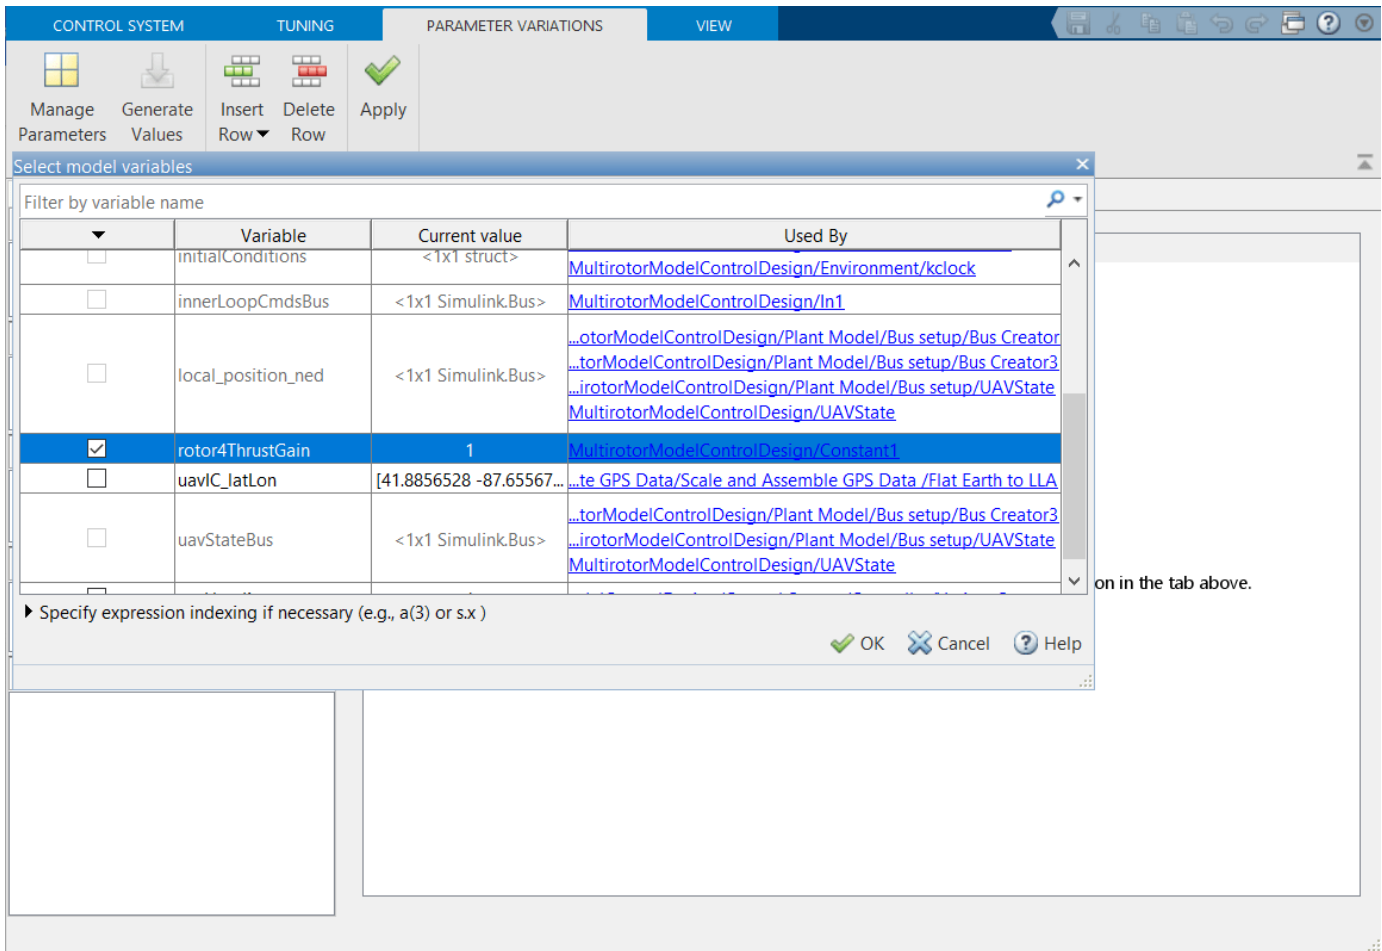 CONTROL SYSTEM TUNING PARAMETER VARIATIONS VIEW
Manage Parameters
Generate Values
Insert Row
Delete Row
Apply
Select model variables
Filter by variable name
Variable Current value Used By
initialConditions <1x1 struct> MultirotorModelControlDesign/Environment/kclock
innerLoopCmdsBus <1x1 Simulink.Bus> MultirotorModelControlDesign/In1
...otorModelControlDesign/Plant Model/Bus setup/Bus Creator
...torModelControlDesign/Plant Model/Bus setup/Bus Creator3
local_position_ned <1x1 Simulink.Bus>
...irotorModelControlDesign/Plant Model/Bus setup/UAVState
MultirotorModelControlDesign/UAVState
rotor4ThrustGain 1 MultirotorModelControlDesign/Constant1
uavIC_latLon [41.8856528 -87.65567... ...te GPS Data/Scale and Assemble GPS Data /Flat Earth to LLA
...torModelControlDesign/Plant Model/Bus setup/Bus Creator3
uavStateBus <1x1 Simulink.Bus> ...irotorModelControlDesign/Plant Model/Bus setup/UAVState
MultirotorModelControlDesign/UAVState
on in the tab above.
Specify expression indexing if necessary (e.g., a(3) or s.x )
OK Cancel Help